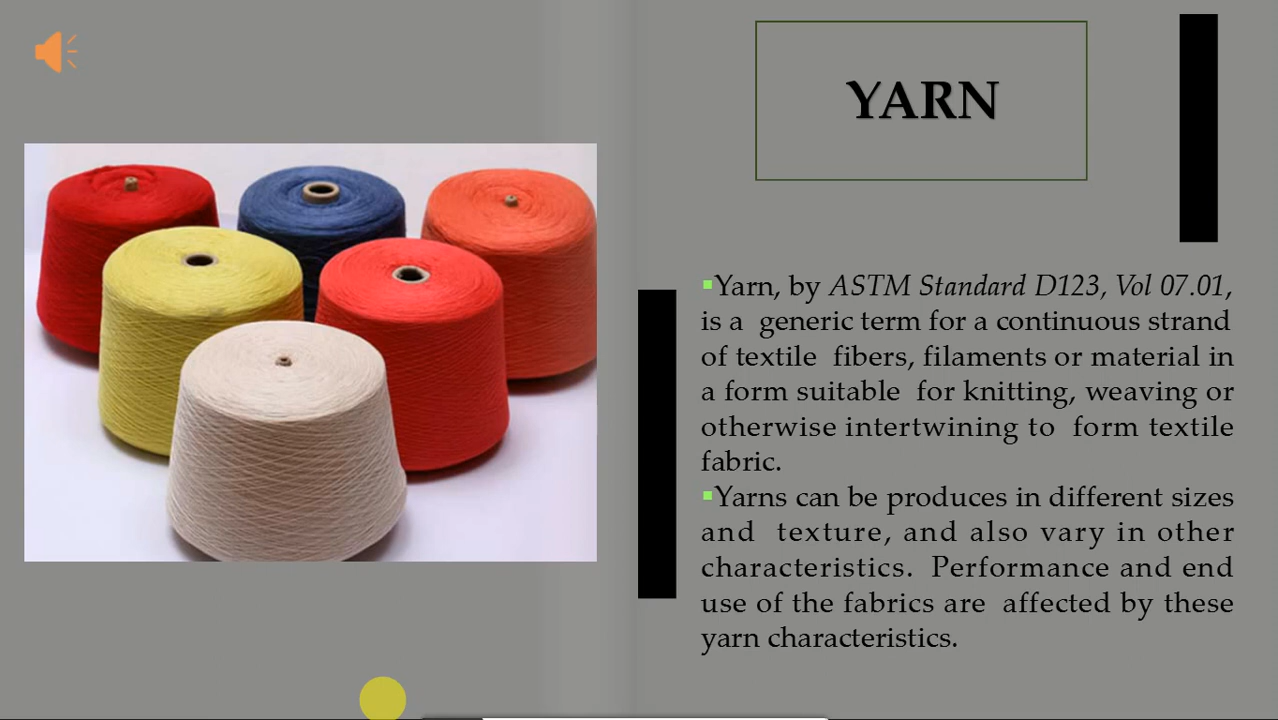 YARN
▪Yarn, by ASTM Standard D123, Vol 07.01,
is a generic term for a continuous strand
of textile fibers, filaments or material in
a form suitable for knitting, weaving or
otherwise intertwining to form textile
fabric.
▪Yarns can be produces in different sizes
and texture, and also vary in other
characteristics. Performance and end
use of the fabrics are affected by these
yarn characteristics.